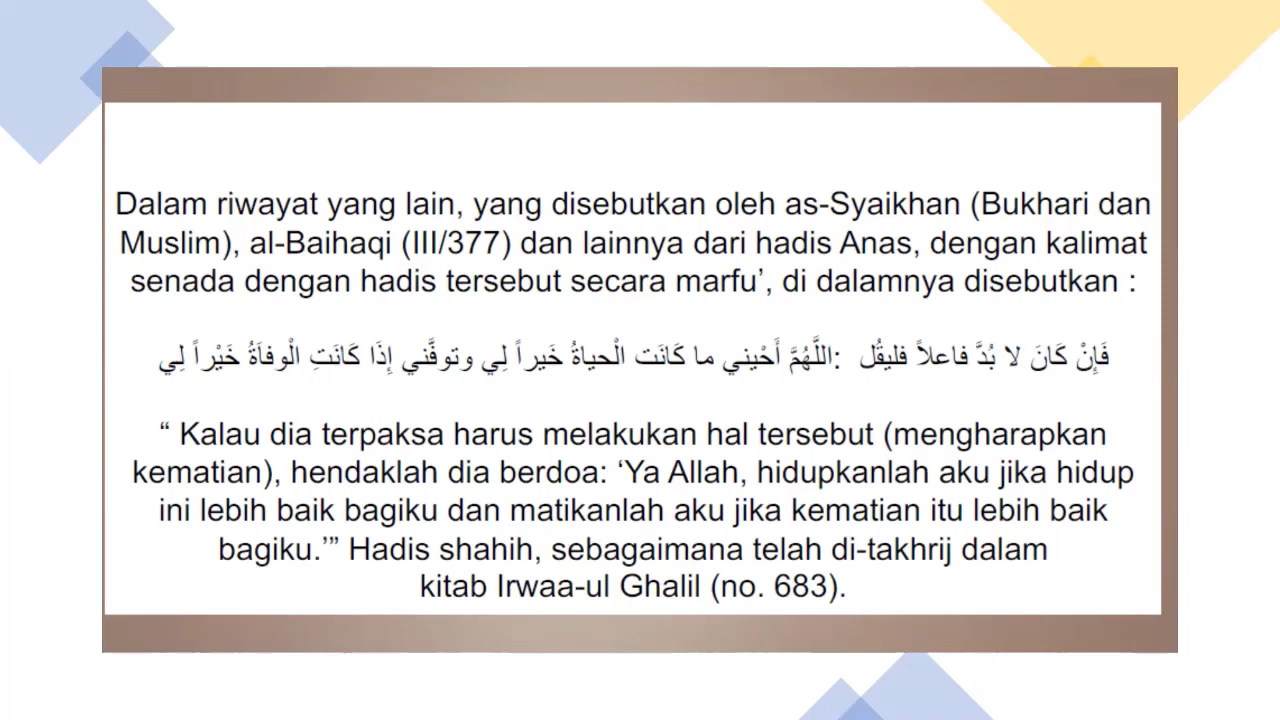 Dalam riwayat yang lain, yang disebutkan oleh as-Syaikhan (Bukhari dan
Muslim), al-Baihaqi (III/377) dan lainnya dari hadis Anas, dengan kalimat
senada dengan hadis tersebut secara marfu’, di dalamnya disebutkan :
فَإِنْ كَانَ لا بُدَّ فاعلاً فليقُل :اللَّهُمَّ أَحْيني ما كَانَت الْحياةُ خَيراً لِي وتوفَّني إِذَا كَانَتِ الْوفاَةُ خَيْراً لِي
“ Kalau dia terpaksa harus melakukan hal tersebut (mengharapkan
kematian), hendaklah dia berdoa: ‘Ya Allah, hidupkanlah aku jika hidup
ini lebih baik bagiku dan matikanlah aku jika kematian itu lebih baik
bagiku.’” Hadis shahih, sebagaimana telah di-takhrij dalam
kitab Irwaa-ul Ghalil (no. 683).